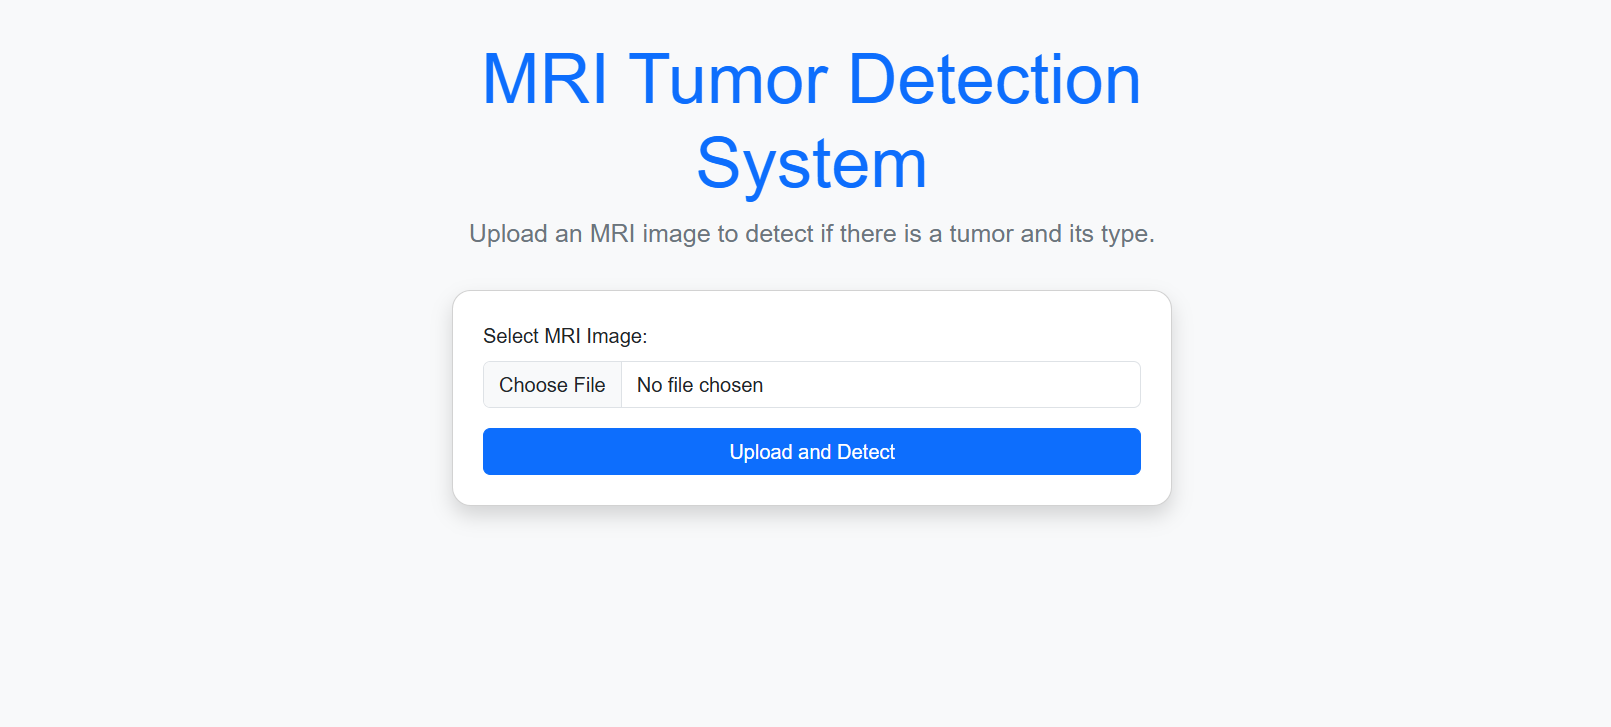 MRI Tumor Detection
System
Upload an MRI image to detect if there is a tumor and its type.
Select MRI Image:
Choose File No file chosen
Upload and Detect